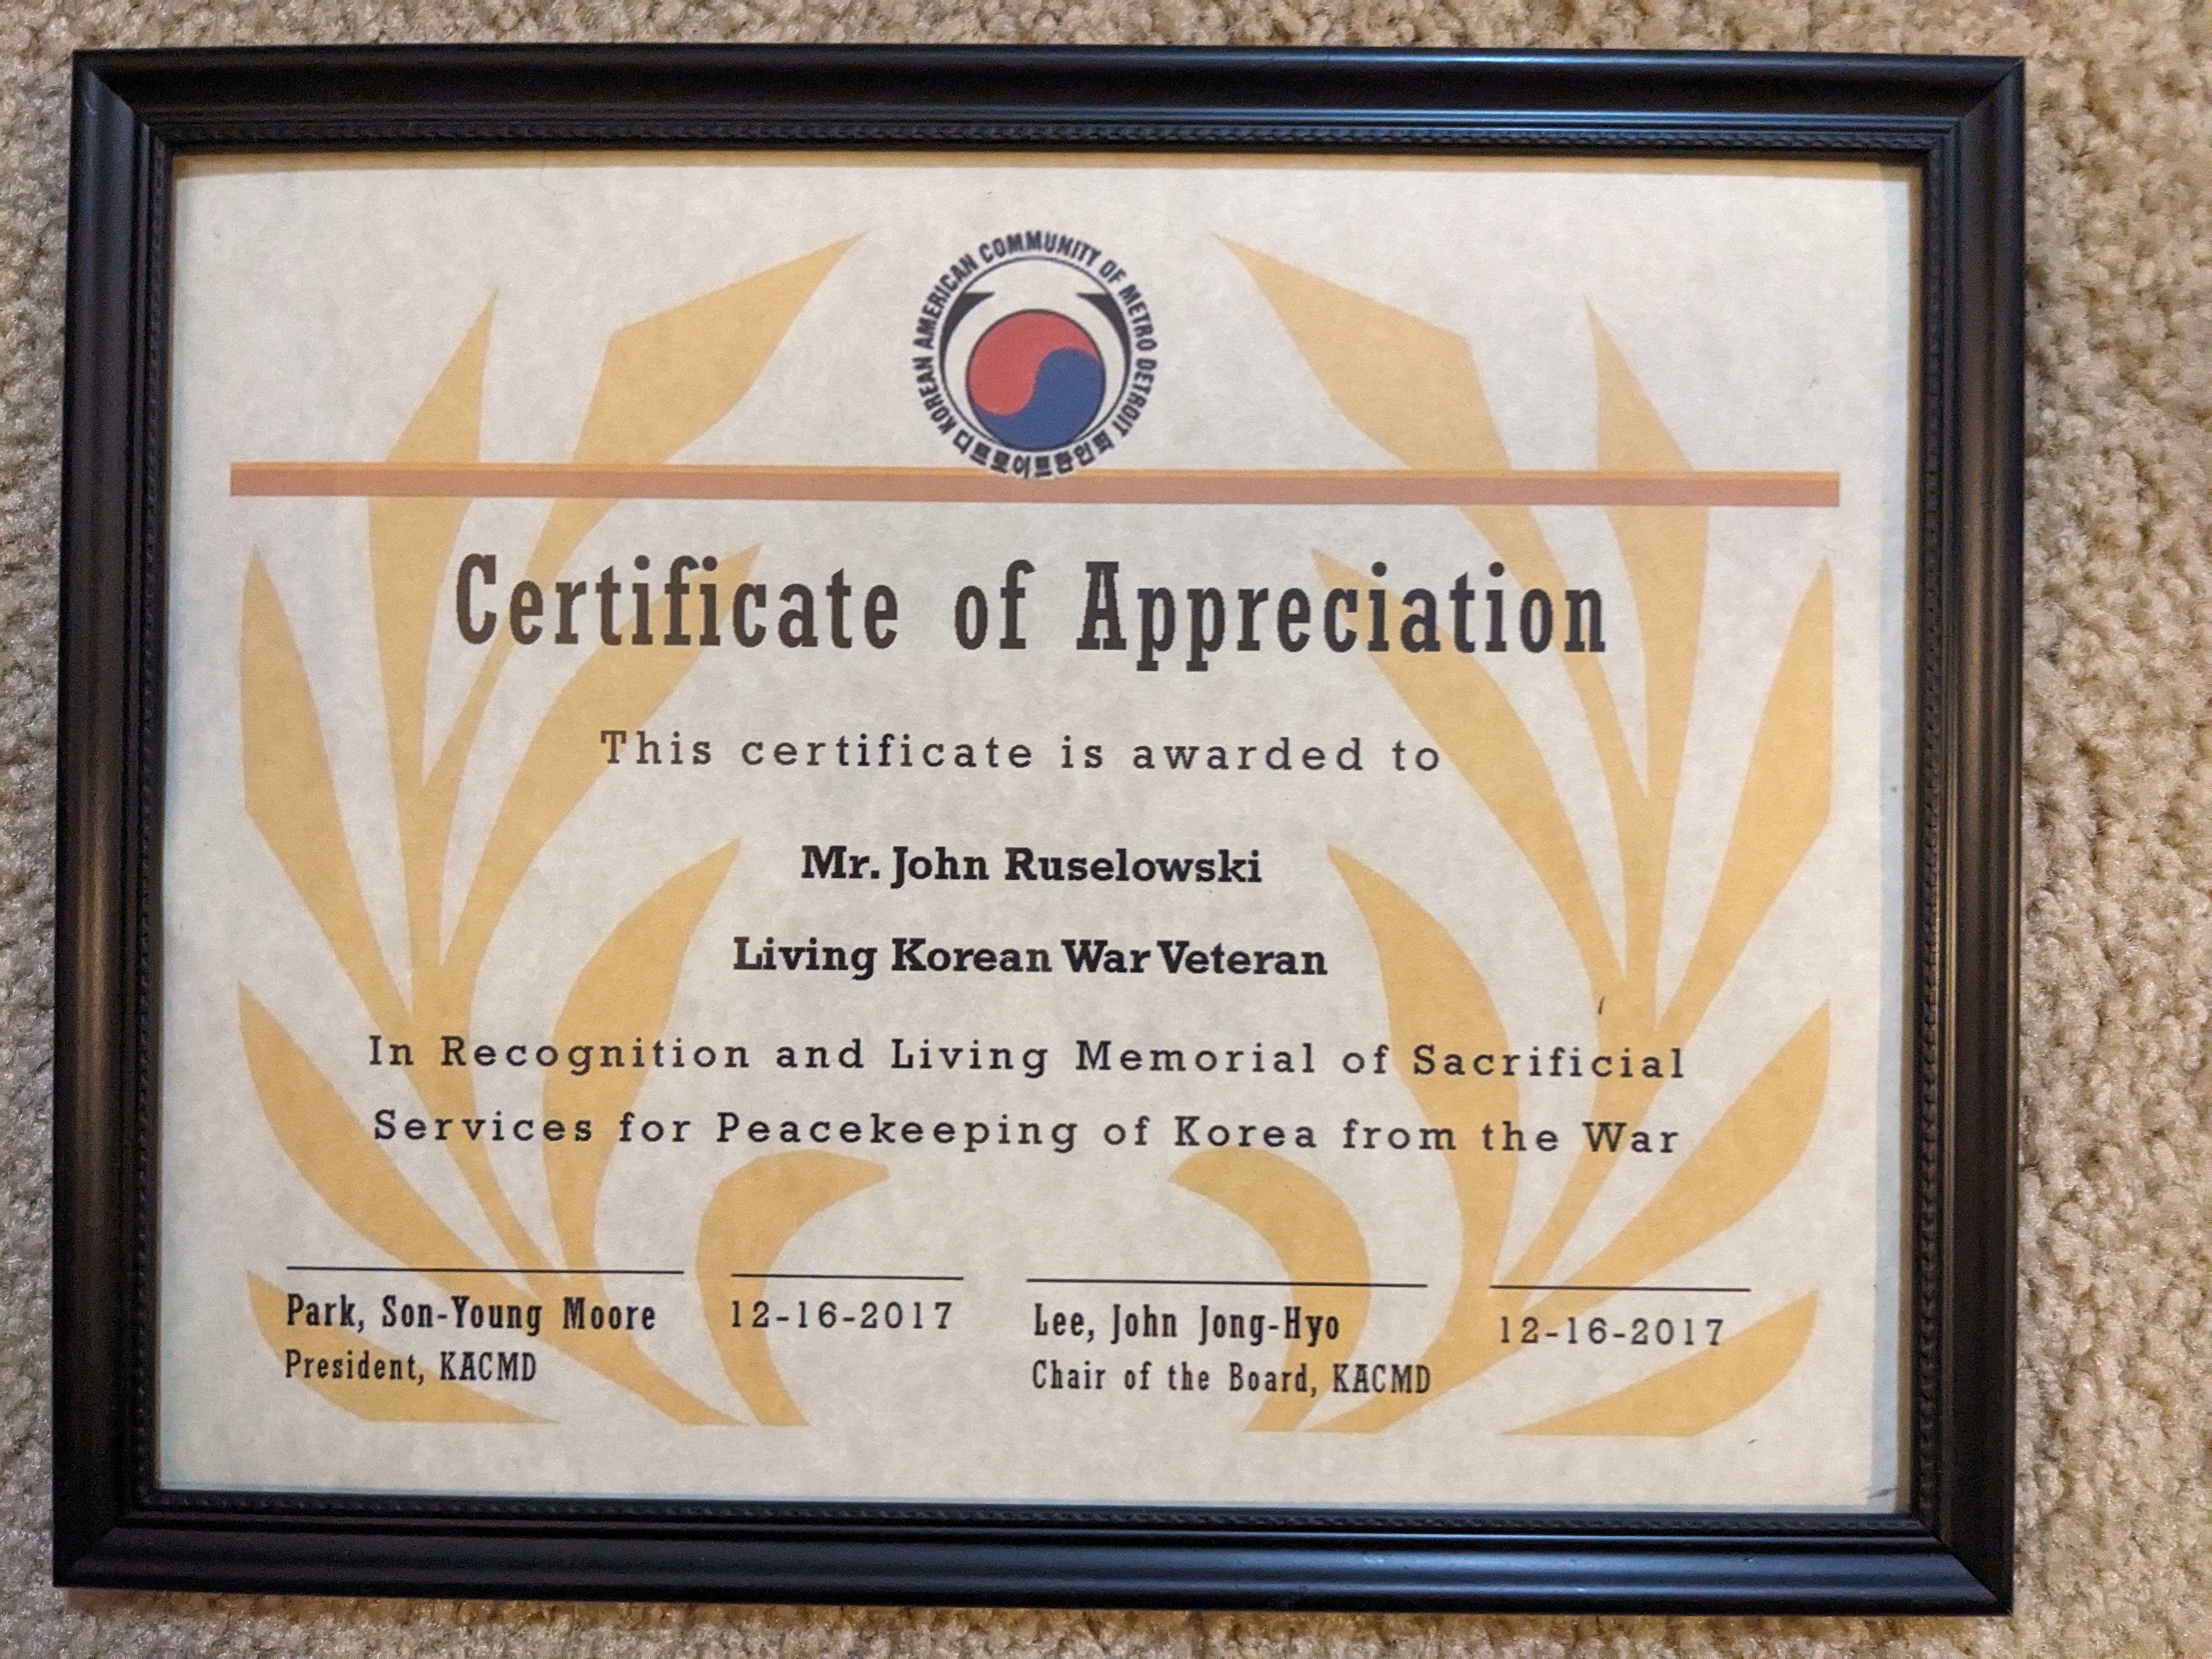 KOREAN AMERICAN COMMUNITY OF METRO DETROIT
디트로이트한인회
Certificate of Appreciation
This certificate is awarded to
Mr. John Ruselowski
Living Korean War Veteran
In Recognition and Living Memorial of Sacrificial
Services for Peacekeeping of Korea from the War
Park, Son-Young Moore 12-16-2017 Lee, John Jong-Hyo 12-16-2017
President, KACMD Chair of the Board, KACMD